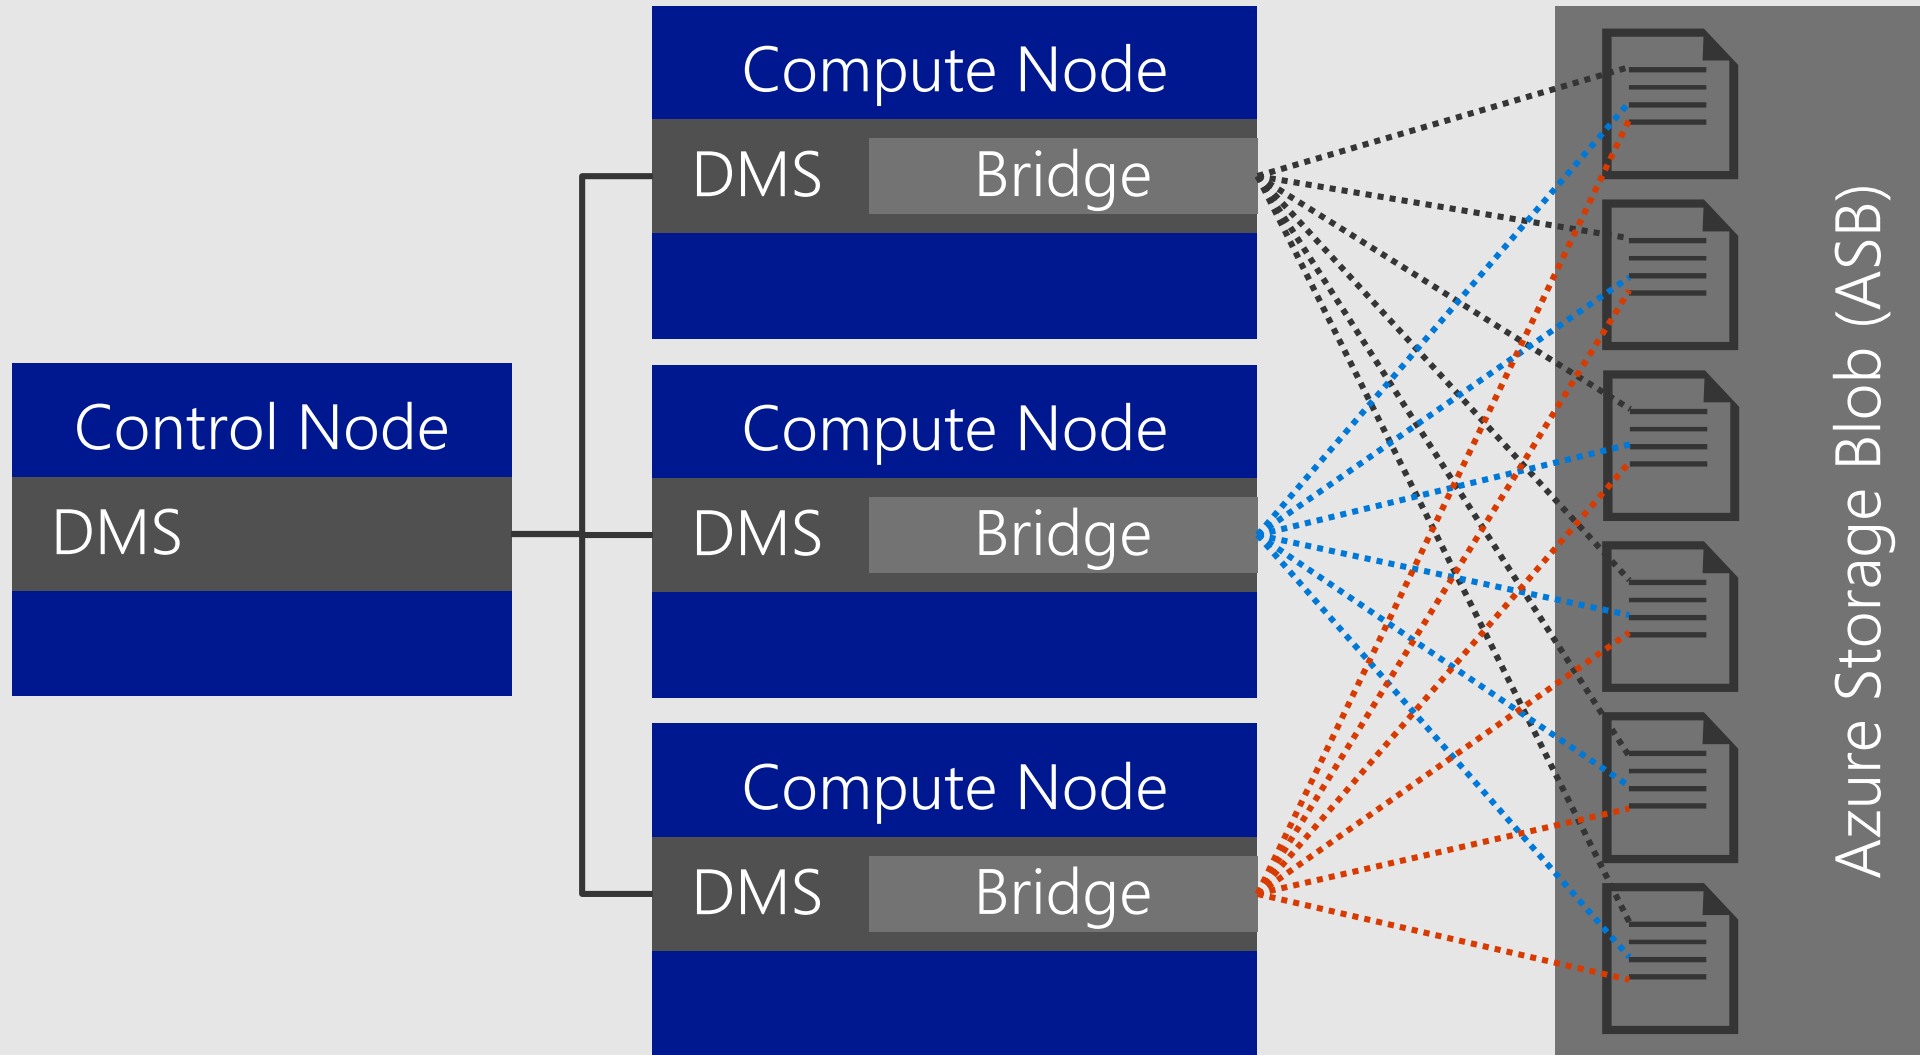 Control Node
DMS
Compute Node
DMS
Bridge
Compute Node
DMS
Bridge
Compute Node
DMS
Bridge
Azure Storage Blob (ASB)